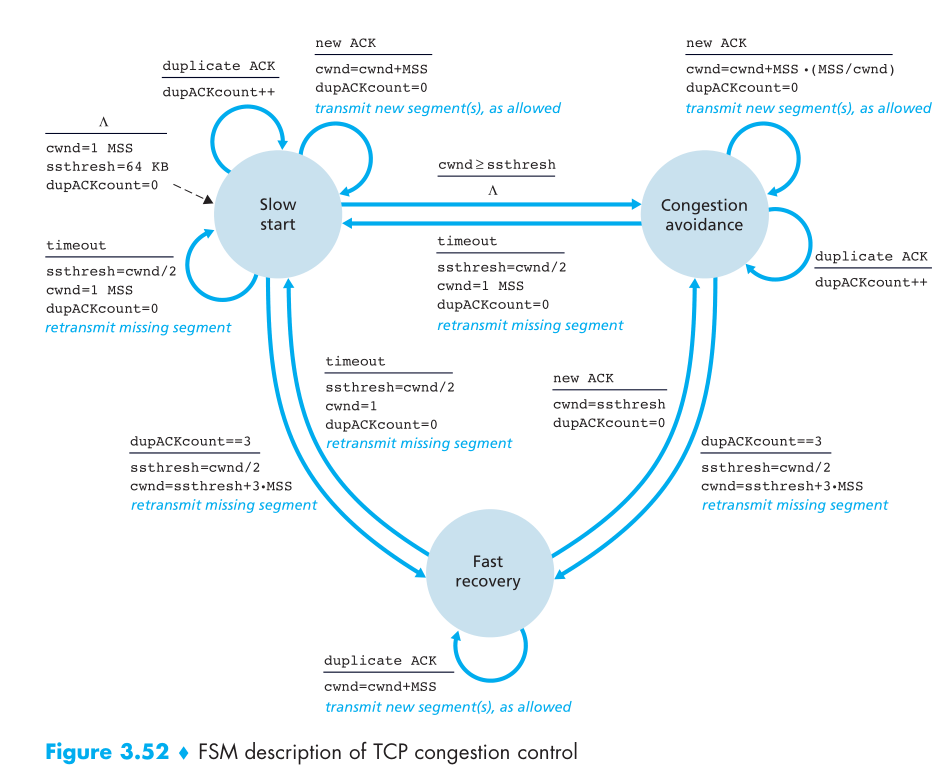 new ACK
cwnd=cwnd+MSS
dupACKcount=0
transmit new segment(s), as allowed
new ACK
cwnd=cwnd+MSS •(MSS/cwnd)
dupACKcount=0
transmit new segment(s), as allowed
duplicate ACK
dupACKcount++
Λ
cwnd=1 MSS
ssthresh=64 KB
dupACKcount=0
cwnd≥ssthresh
Λ
Slow
start
Congestion
avoidance
timeout
ssthresh=cwnd/2
cwnd=1 MSS
dupACKcount=0
retransmit missing segment
timeout
ssthresh=cwnd/2
cwnd=1 MSS
dupACKcount=0
retransmit missing segment
duplicate ACK
dupACKcount++
timeout
ssthresh=cwnd/2
cwnd=1
dupACKcount=0
retransmit missing segment
new ACK
cwnd=ssthresh
dupACKcount=0
dupACKcount==3
ssthresh=cwnd/2
cwnd=ssthresh+3•MSS
retransmit missing segment
dupACKcount==3
ssthresh=cwnd/2
cwnd=ssthresh+3•MSS
retransmit missing segment
Fast
recovery
duplicate ACK
cwnd=cwnd+MSS
transmit new segment(s), as allowed
Figure 3.52 ♦ FSM description of TCP congestion control